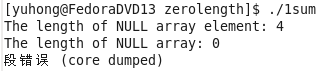 [yuhong@FedoraDVD13 zerolength]$ ./1sum
The length of NULL array element: 4
The length of NULL array: 0
段错误 (core dumped)